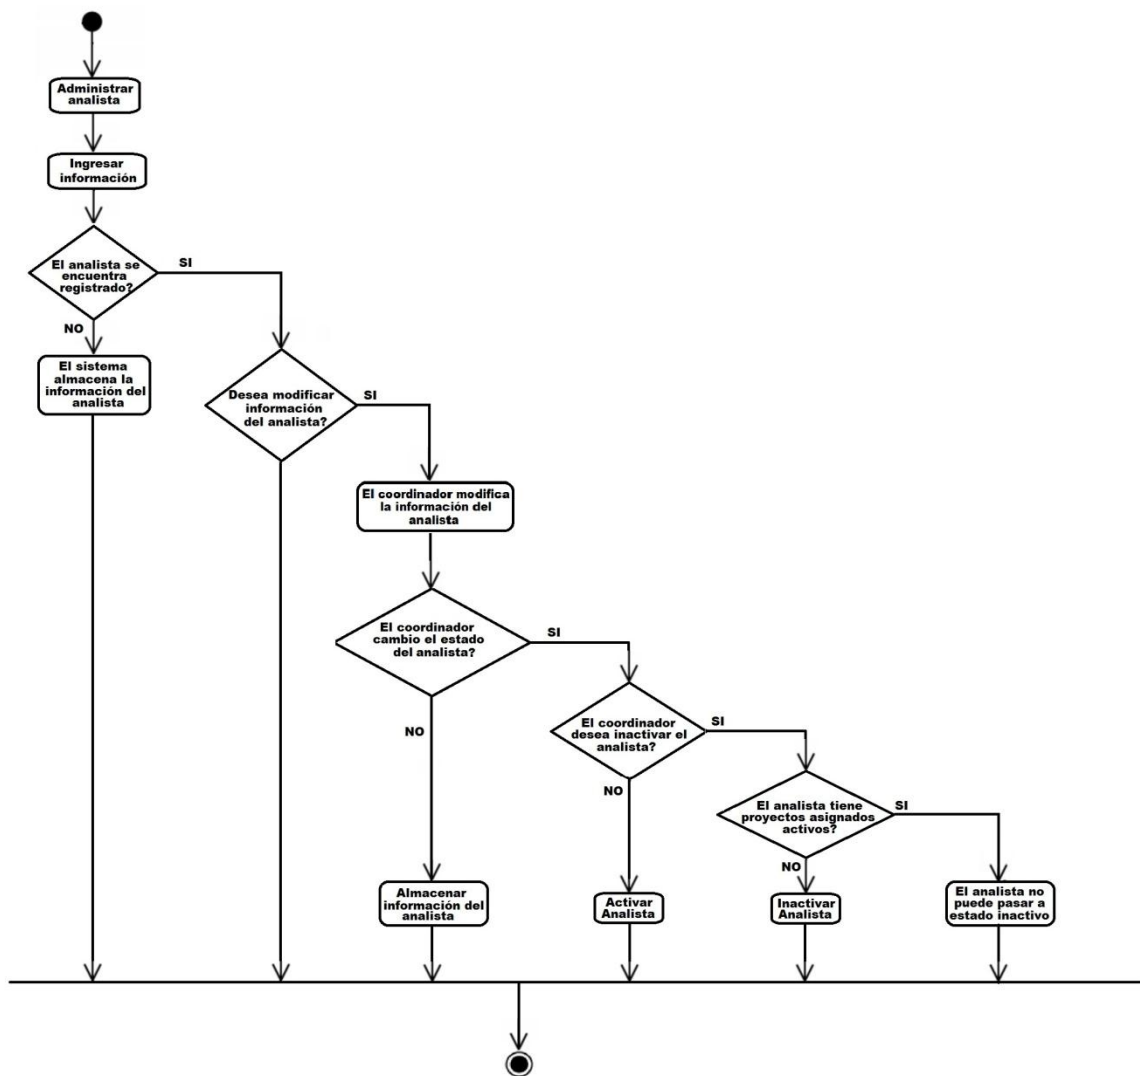 Administrar
analista
Ingresar
información
El analista se
encuentra
registrado?
SI
NO
El sistema
almacena la
información del
analista
Desea modificar
información
del analista?
SI
El coordinador modifica
la información del
analista
El coordinador
cambio el estado
del analista?
SI
NO
El coordinador
desea inactivar el
analista?
SI
NO
El analista tiene
proyectos asignados
activos?
SI
NO
Almacenar
información del
analista
Activar
Analista
Inactivar
Analista
El analista no
puede pasar a
estado inactivo